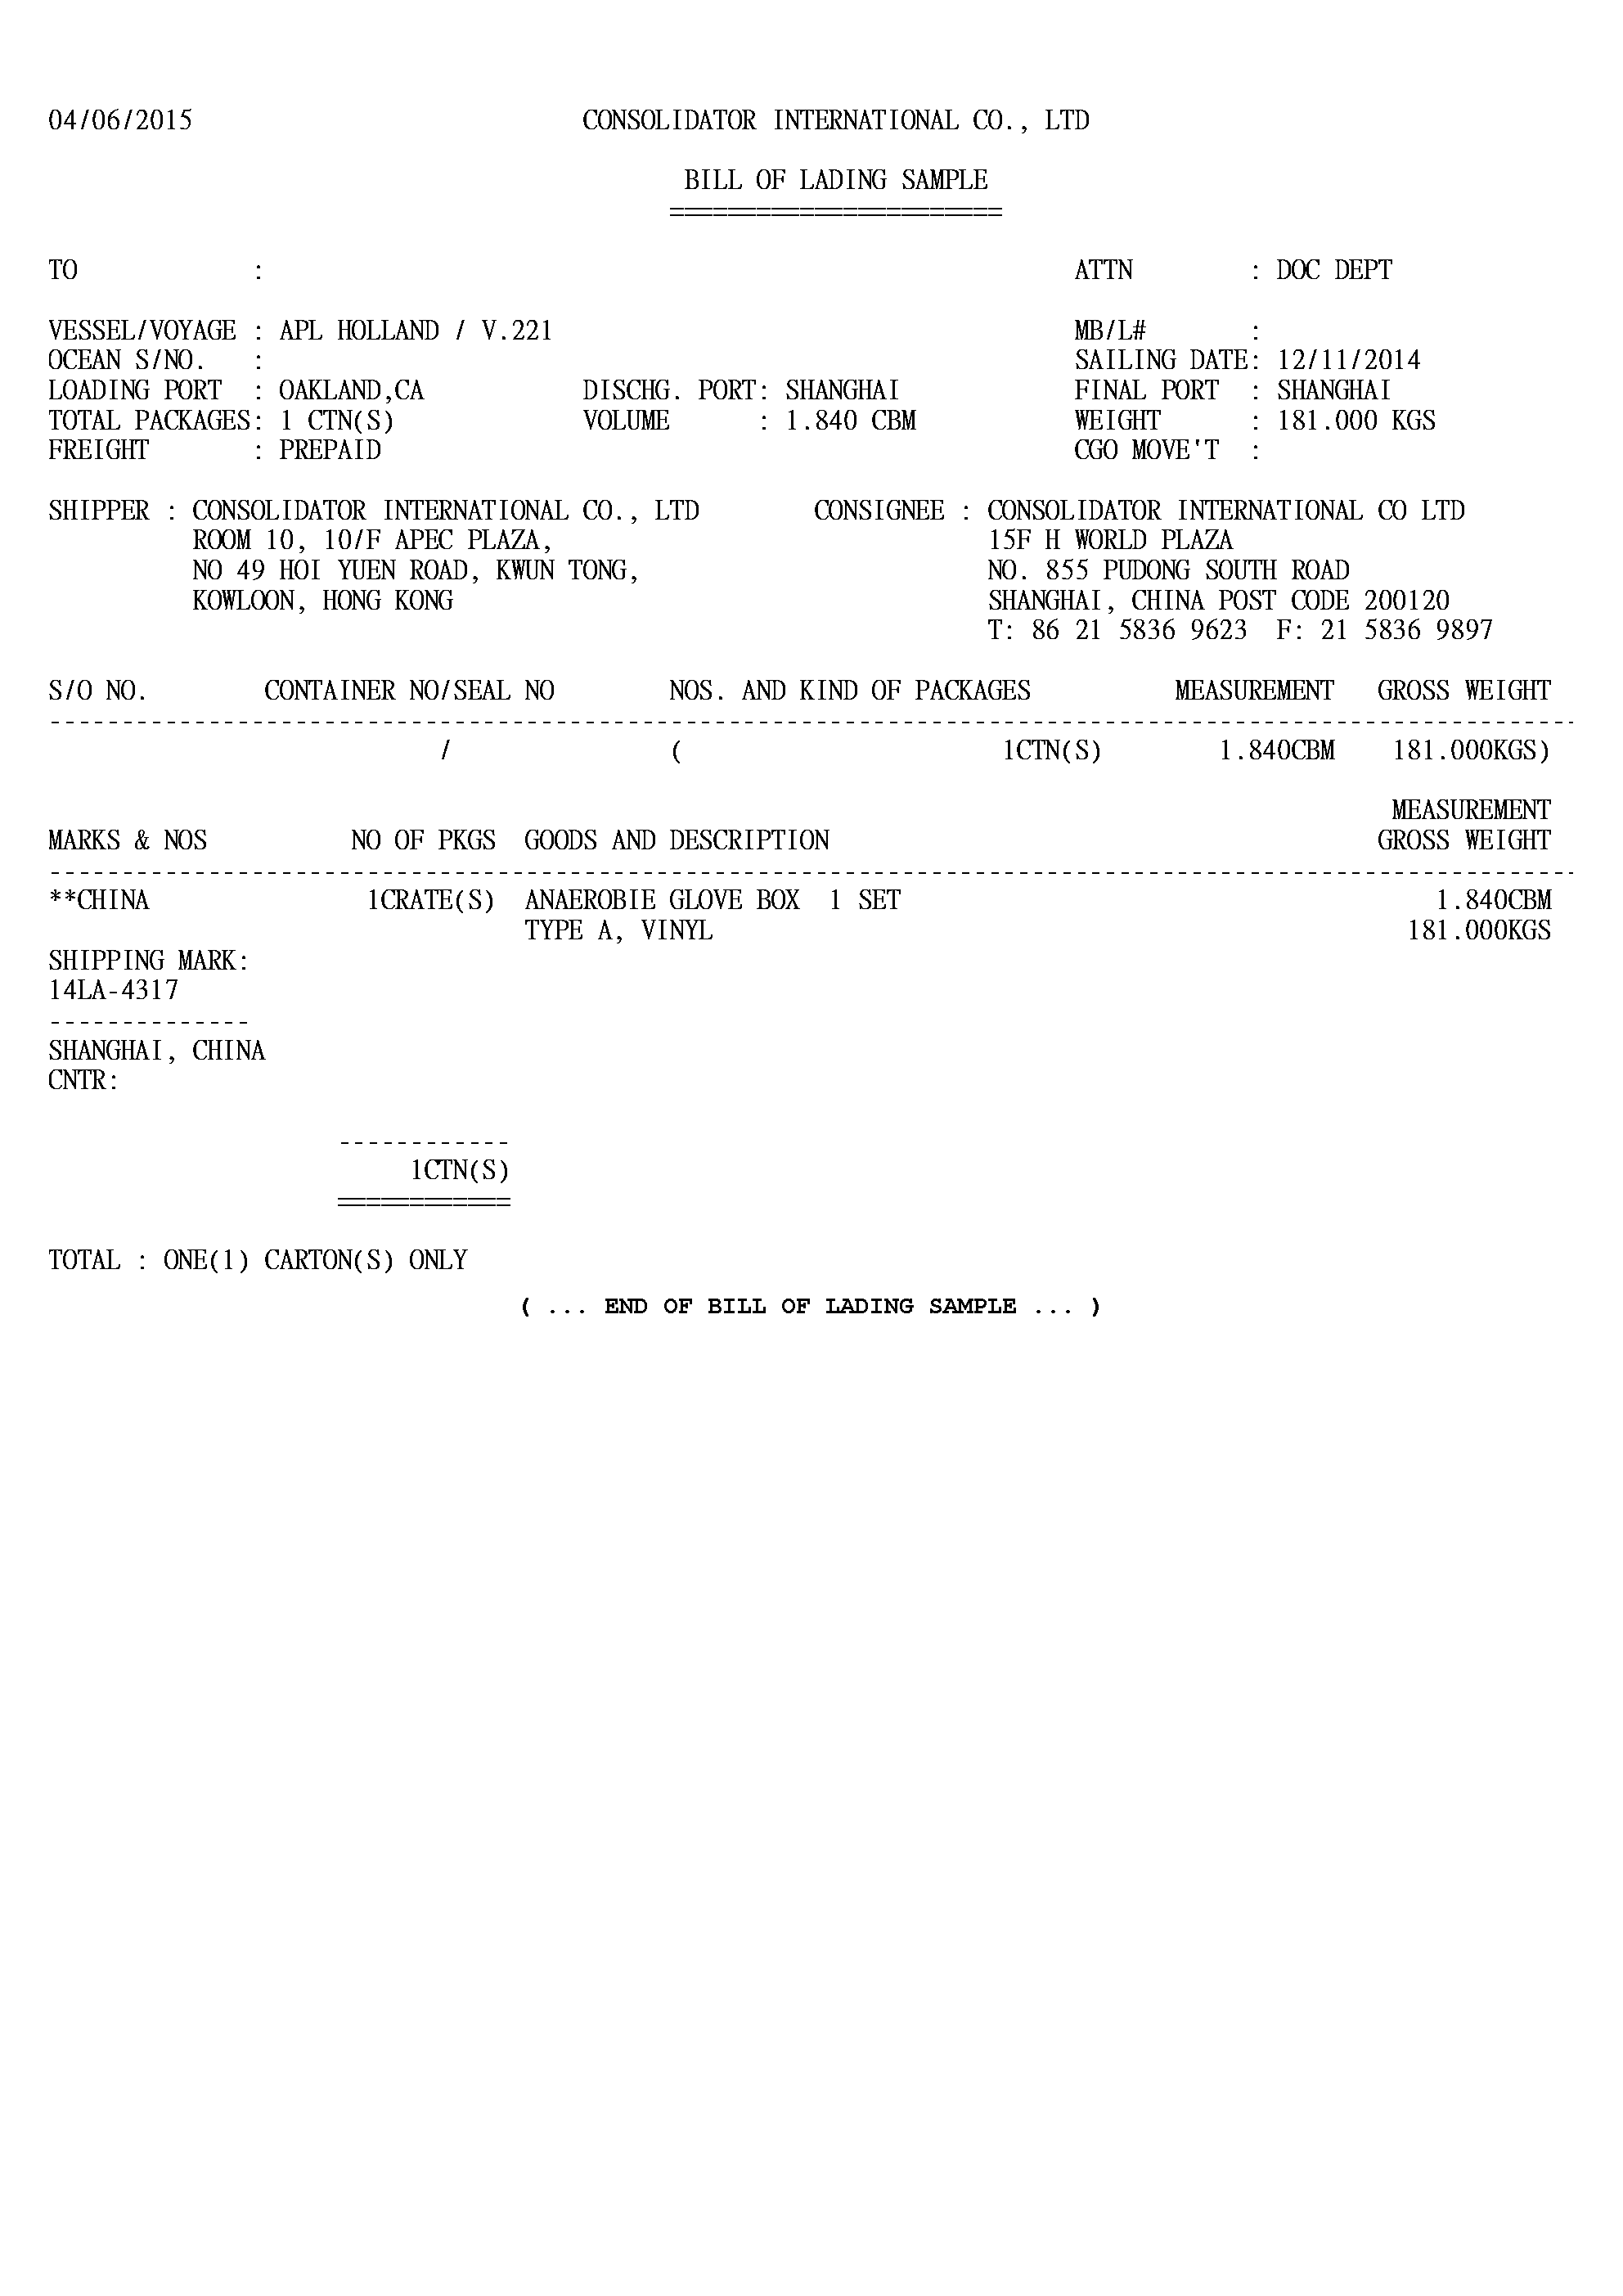 04/06/2015 CONSOLIDATOR INTERNATIONAL CO., LTD
BILL OF LADING SAMPLE
=======================
TO : ATTN : DOC DEPT
VESSEL/VOYAGE : APL HOLLAND / V.221 MB/L# :
OCEAN S/NO. : SAILING DATE: 12/11/2014
LOADING PORT : OAKLAND,CA DISCHG. PORT: SHANGHAI FINAL PORT : SHANGHAI
TOTAL PACKAGES: 1 CTN(S) VOLUME : 1.840 CBM WEIGHT : 181.000 KGS
FREIGHT : PREPAID CGO MOVE'T :
SHIPPER : CONSOLIDATOR INTERNATIONAL CO., LTD CONSIGNEE : CONSOLIDATOR INTERNATIONAL CO LTD
ROOM 10, 10/F APEC PLAZA, 15F H WORLD PLAZA
NO 49 HOI YUEN ROAD, KWUN TONG, NO. 855 PUDONG SOUTH ROAD
KOWLOON, HONG KONG SHANGHAI, CHINA POST CODE 200120
T: 86 21 5836 9623 F: 21 5836 9897
S/O NO. CONTAINER NO/SEAL NO NOS. AND KIND OF PACKAGES MEASUREMENT GROSS WEIGHT
----------------------------------------------------------------------------------------------------------
/ ( 1CTN(S) 1.840CBM 181.000KGS)
MEASUREMENT
MARKS & NOS NO OF PKGS GOODS AND DESCRIPTION GROSS WEIGHT
----------------------------------------------------------------------------------------------------------
**CHINA 1CRATE(S) ANAEROBIE GLOVE BOX 1 SET 1.840CBM
TYPE A, VINYL 181.000KGS
SHIPPING MARK:
14LA-4317
--------------
SHANGHAI, CHINA
CNTR:
------------
1CTN(S)
============
TOTAL : ONE(1) CARTON(S) ONLY
( ... END OF BILL OF LADING SAMPLE ... )